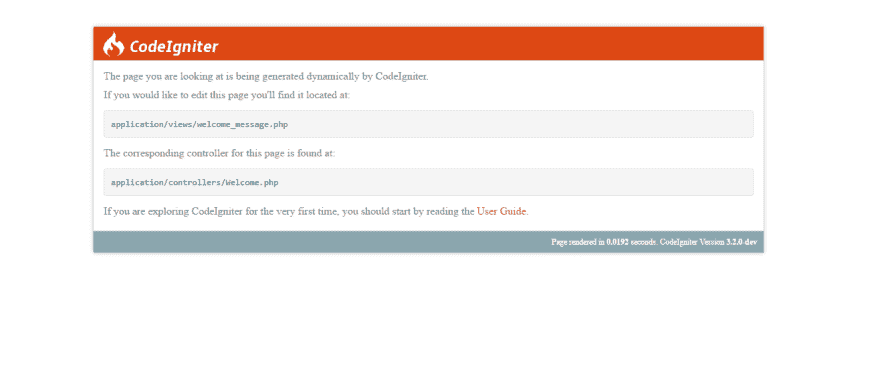 CodeIgniter
The page you are looking at is being generated dynamically by CodeIgniter.
If you would like to edit this page you'll find it located at:
application/views/welcome_message.php
The corresponding controller for this page is found at:
application/controllers/Welcome.php
If you are exploring CodeIgniter for the very first time, you should start by reading the User Guide.
Page rendered in 0.0192 seconds. CodeIgniter Version 3.2.0-dev